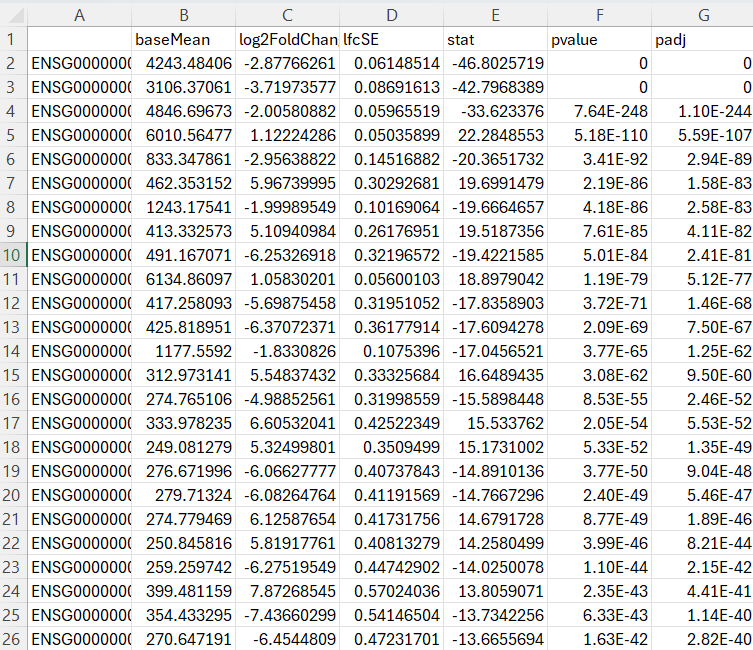 A B C D E F G
1 baseMean log2FoldChan lfcSE stat pvalue padj
2 ENSG0000000 4243.48406 -2.87766261 0.06148514 -46.8025719 0 0
3 ENSG0000000 3106.37061 -3.71973577 0.08691613 -42.7968389 0 0
4 ENSG0000000 4846.69673 -2.00580882 0.05965519 -33.623376 7.64E-248 1.10E-244
5 ENSG0000000 6010.56477 1.12224286 0.05035899 22.2848553 5.18E-110 5.59E-107
6 ENSG0000000 833.347861 -2.95638822 0.14516882 -20.3651732 3.41E-92 2.94E-89
7 ENSG0000000 462.353152 5.96739995 0.30292681 19.6991479 2.19E-86 1.58E-83
8 ENSG0000000 1243.17541 -1.99989549 0.10169064 -19.6664657 4.18E-86 2.58E-83
9 ENSG0000000 413.332573 5.10940984 0.26176951 19.5187356 7.61E-85 4.11E-82
10 ENSG0000000 491.167071 -6.25326918 0.32196572 -19.4221585 5.01E-84 2.41E-81
11 ENSG0000000 6134.86097 1.05830201 0.05600103 18.8979042 1.19E-79 5.12E-77
12 ENSG0000000 417.258093 -5.69875458 0.31951052 -17.8358903 3.72E-71 1.46E-68
13 ENSG0000000 425.818951 -6.37072371 0.36177914 -17.6094278 2.09E-69 7.50E-67
14 ENSG0000000 1177.5592 -1.8330826 0.1075396 -17.0456521 3.77E-65 1.25E-62
15 ENSG0000000 312.973141 5.54837432 0.33325684 16.6489435 3.08E-62 9.50E-60
16 ENSG0000000 274.765106 -4.98852561 0.31998559 -15.5898448 8.53E-55 2.46E-52
17 ENSG0000000 333.978235 6.60532041 0.42522349 15.533762 2.05E-54 5.53E-52
18 ENSG0000000 249.081279 5.32499801 0.3509499 15.1731002 5.33E-52 1.35E-49
19 ENSG0000000 276.671996 -6.06627777 0.40737843 -14.8910136 3.77E-50 9.04E-48
20 ENSG0000000 279.71324 -6.08264764 0.41191569 -14.7667296 2.40E-49 5.46E-47
21 ENSG0000000 274.779469 6.12587654 0.41731756 14.6791728 8.77E-49 1.89E-46
22 ENSG0000000 250.845816 5.81917761 0.40813279 14.2580499 3.99E-46 8.21E-44
23 ENSG0000000 259.259742 -6.27519549 0.44742902 -14.0250078 1.10E-44 2.15E-42
24 ENSG0000000 399.481159 7.87268545 0.57024036 13.8059071 2.35E-43 4.41E-41
25 ENSG0000000 354.433295 -7.43660299 0.54146504 -13.7342256 6.33E-43 1.14E-40
26 ENSG0000000 270.647191 -6.4544809 0.47231701 -13.6655694 1.63E-42 2.82E-40